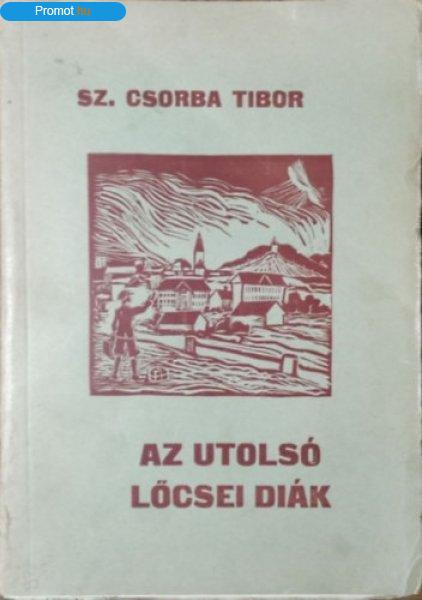 Promot.hu
SZ. CSORBA TIBOR
AZ UTOLSÓ
LŐCSEI DIÁK